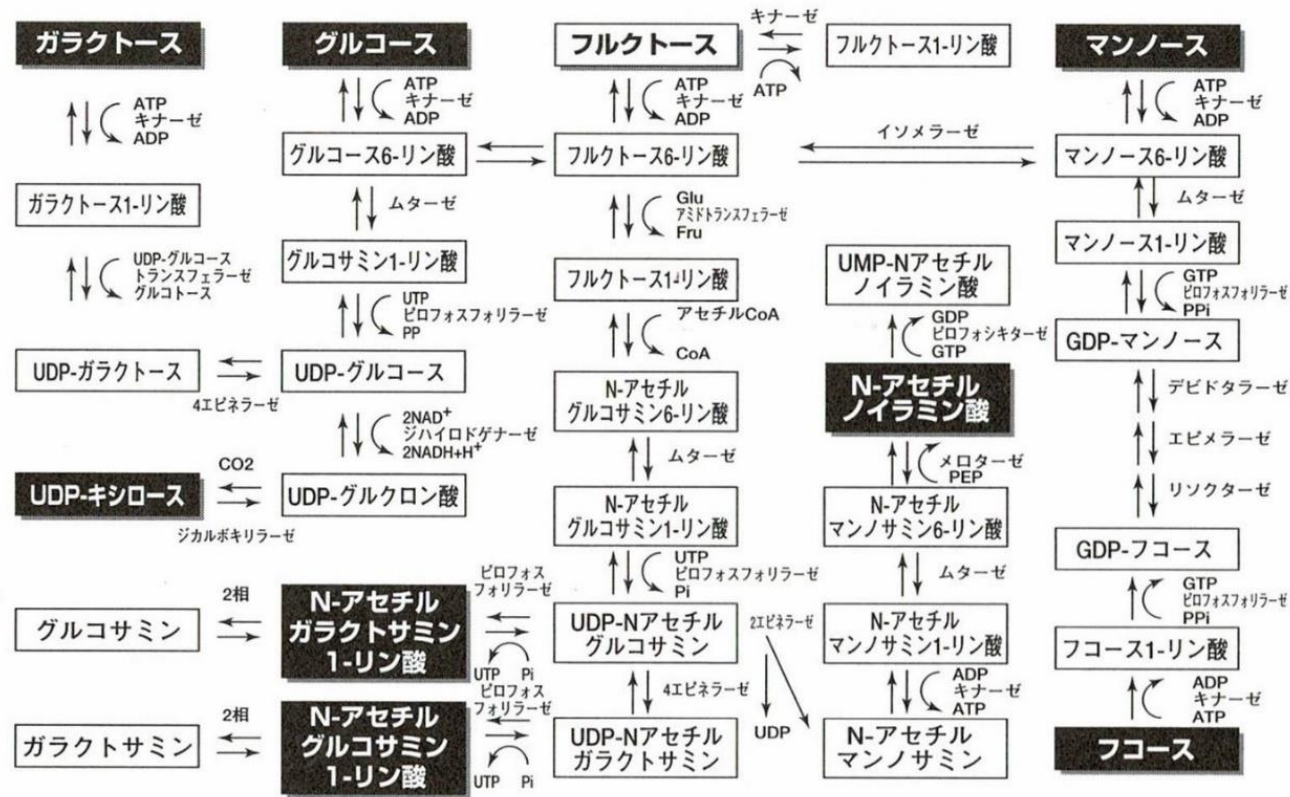 ガラクトース
グルコース
フルクトース
キナーゼ
ATP
フルクトース1-リン酸
マンノース
ATP
キナーゼ
ADP
ATP
キナーゼ
ADP
ATP
キナーゼ
ADP
ATP
キナーゼ
ADP
ガラクトース1-リン酸
グルコース6-リン酸
フルクトース6-リン酸
イソメラーゼ
マンノース6-リン酸
UDP-グルコース
トランスフェラーゼ
グルコトース
ムターゼ
Glu
アミドトランスフェラーゼ
Fru
ムターゼ
グルコサミン1-リン酸
フルクトース1-リン酸
UMP-Nアセチル
ノイラミン酸
マンノース1-リン酸
UTP
ピロフォスフォリラーゼ
PP
アセチルCoA
CoA
GDP
ピロフォシキターゼ
GTP
GTP
ピロフォスフォリラーゼ
PPi
UDP-ガラクトース
4エピネラーゼ
UDP-グルコース
N-アセチル
グルコサミン6-リン酸
N-アセチル
ノイラミン酸
GDP-マンノース
2NAD+
ジハイロドゲナーゼ
2NADH+H+
ムターゼ
メロターゼ
PEP
デビドタラーゼ
エピメラーゼ
リソクターゼ
UDP-キシロース
CO2
ジカルボキリラーゼ
UDP-グルクロン酸
N-アセチル
グルコサミン1-リン酸
N-アセチル
マンノサミン6-リン酸
GDP-フコース
UTP
ピロフォスフォリラーゼ
Pi
ムターゼ
GTP
ピロフォスフォリラーゼ
PPi
グルコサミン
2相
N-アセチル
ガラクトサミン
1-リン酸
ピロフォス
フォリラーゼ
UTP Pi
UDP-Nアセチル
グルコサミン
2エピネラーゼ
UDP
N-アセチル
マンノサミン1-リン酸
フコース1-リン酸
4エピネラーゼ
ADP
キナーゼ
ATP
ADP
キナーゼ
ATP
ガラクトサミン
2相
N-アセチル
グルコサミン
1-リン酸
ピロフォス
フォリラーゼ
UTP Pi
UDP-Nアセチル
ガラクトサミン
N-アセチル
マンノサミン
フコース